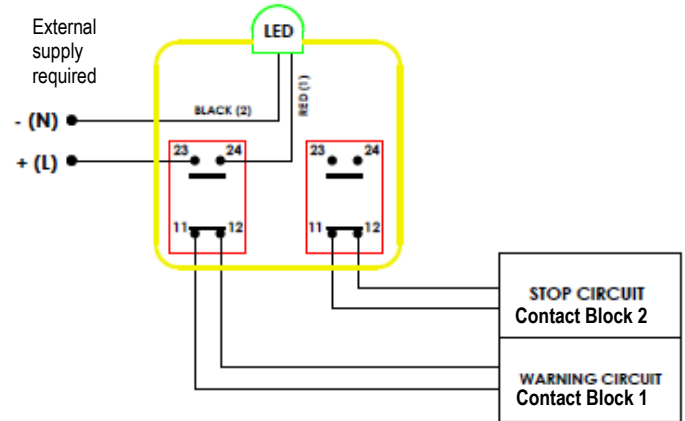 External
supply
required
LED
BLACK (2)
RED (1)
- (N)
+ (L)
23 24
23 24
11 12
11 12
STOP CIRCUIT
Contact Block 2
WARNING CIRCUIT
Contact Block 1